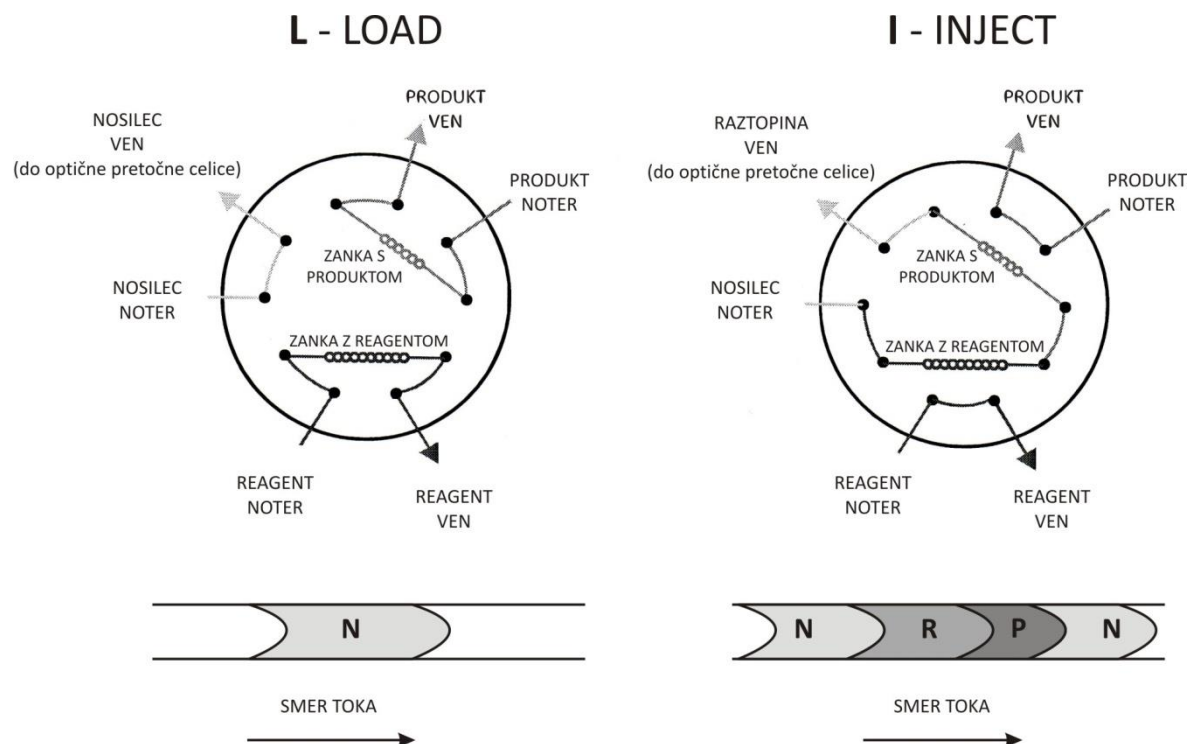 L - LOAD
PRODUKT
VEN
NOSILEC
VEN
(do optične pretočne celice)
PRODUKT
NOTER
ZANKA S
PRODUKTOM
NOSILEC
NOTER
ZANKA Z REAGENTOM
REAGENT
NOTER
REAGENT
VEN
N
SMER TOKA
I - INJECT
PRODUKT
VEN
RAZTOPINA
VEN
(do optične pretočne celice)
PRODUKT
NOTER
ZANKA S
PRODUKTOM
NOSILEC
NOTER
ZANKA Z REAGENTOM
REAGENT
NOTER
REAGENT
VEN
N R P N
SMER TOKA